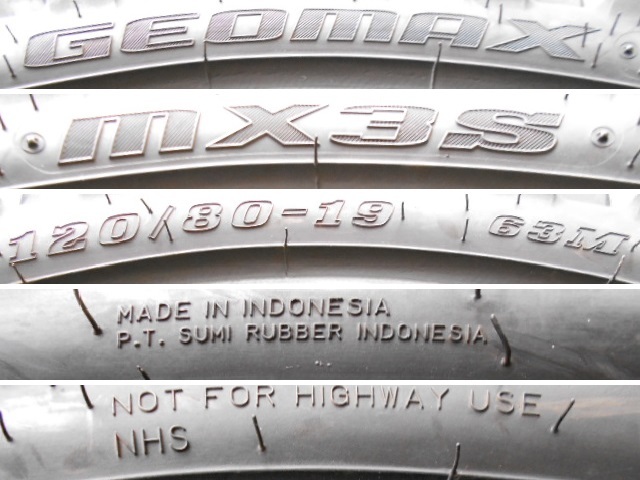 GEOMAX
MX3S
120/80-19 63M
MADE IN INDONESIA
P.T. SUMI RUBBER INDONESIA
NOT FOR HIGHWAY USE
NHS